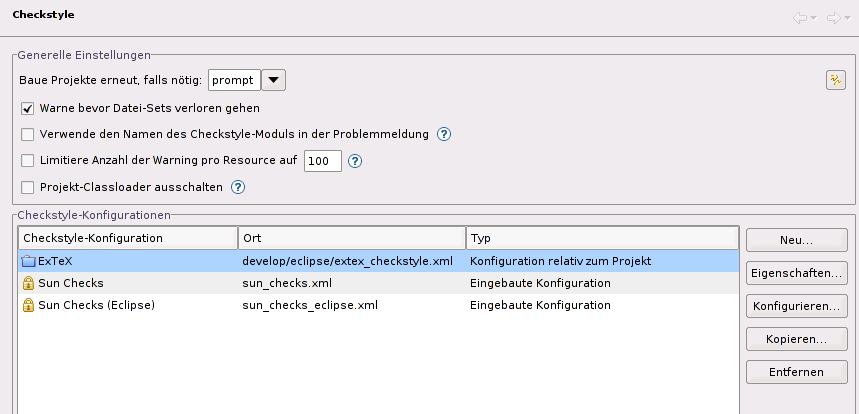 Checkstyle
Generelle Einstellungen
Baue Projekte erneut, falls nötig: prompt
Warne bevor Datei-Sets verloren gehen
Verwende den Namen des Checkstyle-Moduls in der Problemmeldung ?
Limitiere Anzahl der Warning pro Resource auf 100 ?
Projekt-Classloader ausschalten ?
Checkstyle-Konfigurationen
Checkstyle-Konfiguration Ort Typ
ExTeX develop/eclipse/extex_checkstyle.xml Konfiguration relativ zum Projekt
Sun Checks sun_checks.xml Eingebaute Konfiguration
Sun Checks (Eclipse) sun_checks_eclipse.xml Eingebaute Konfiguration
Neu...
Eigenschaften...
Konfigurieren...
Kopieren...
Entfernen